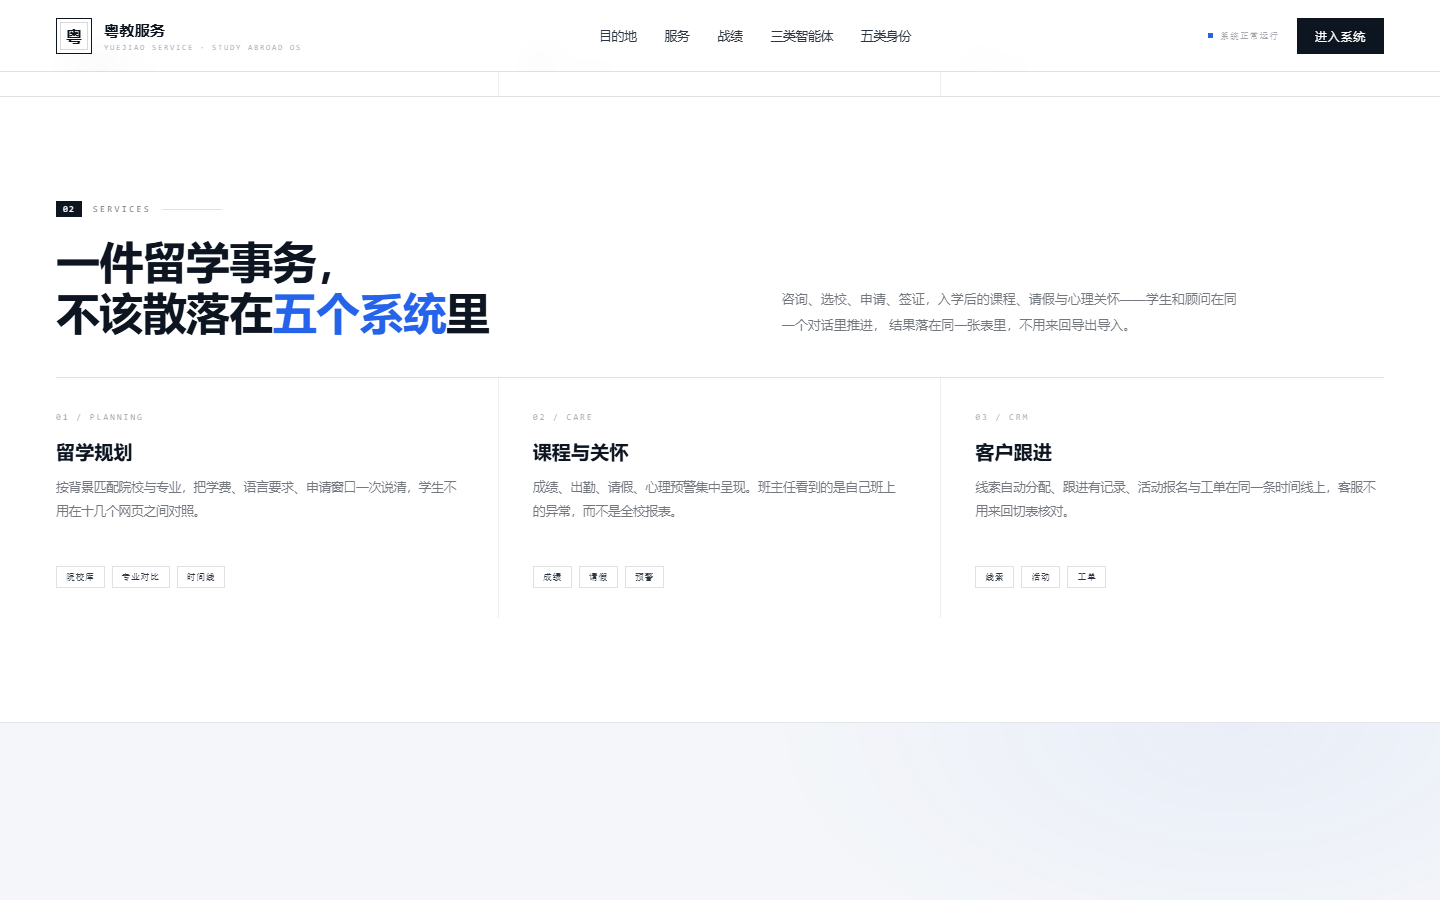 粤 粤教服务
YUEJIAO SERVICE · STUDY ABROAD OS
目的地 服务 战绩 三类智能体 五类身份
系统正常运行
进入系统
02 SERVICES
一件留学事务,
不该散落在五个系统里
咨询、选校、申请、签证，入学后的课程、请假与心理关怀——学生和顾问在同
一个对话里推进， 结果落在同一张表里，不用来回导出导入。
01 / PLANNING
留学规划
按背景匹配院校与专业，把学费、语言要求、申请窗口一次说清，学生不
用在十几个网页之间对照。
院校库 专业对比 时间线
02 / CARE
课程与关怀
成绩、出勤、请假、心理预警集中呈现。班主任看到的是自己班上
的异常，而不是全校报表。
成绩 请假 预警
03 / CRM
客户跟进
线索自动分配、跟进有记录、活动报名与工单在同一条时间线上，客服不
用来回切表核对。
线索 活动 工单